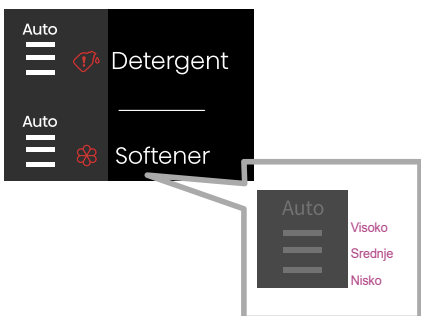 Auto
Detergent
Auto
Softener
Auto
Visoko
Srednje
Nisko